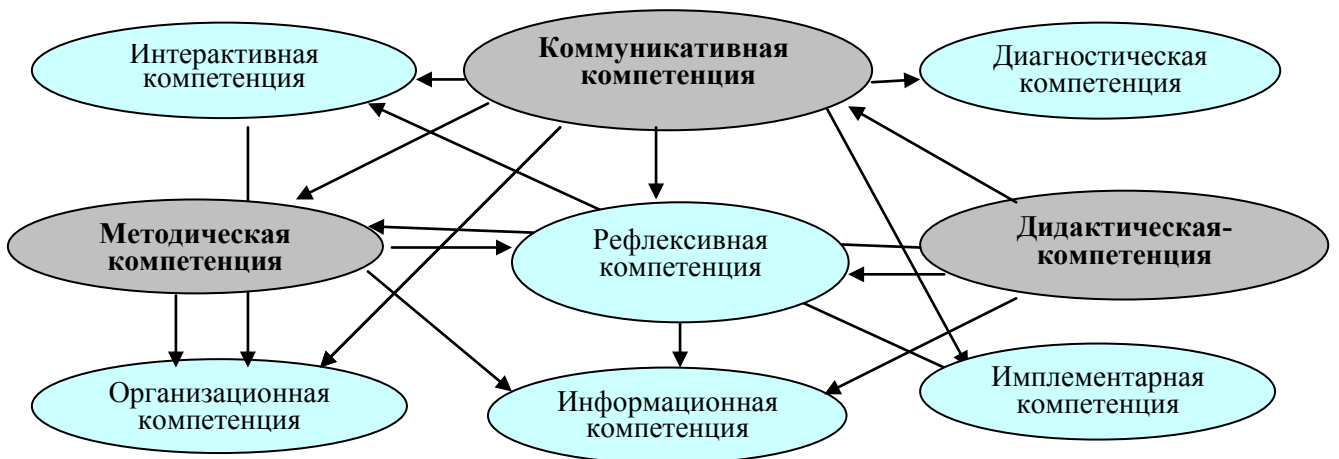 Интерактивная
компетенция
Коммуникативная
компетенция
Диагностическая
компетенция
Методическая
компетенция
Рефлексивная
компетенция
Дидактическая-
компетенция
Организационная
компетенция
Информационная
компетенция
Имплементарная
компетенция